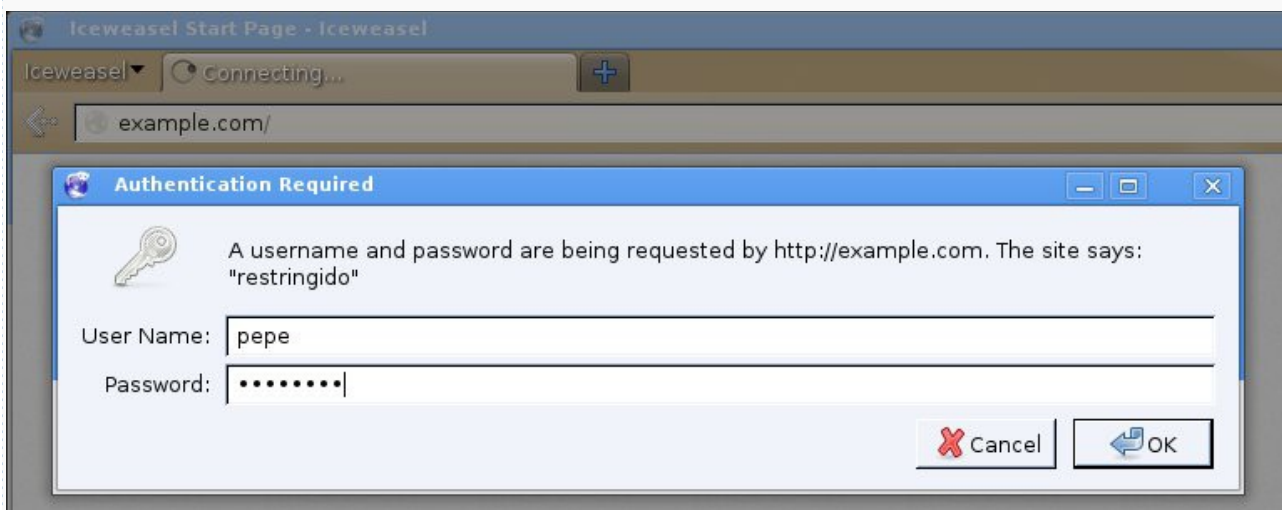 Iceweasel Start Page - Iceweasel
Iceweasel
Connecting...
example.com/
Authentication Required
A username and password are being requested by http://example.com. The site says:
"restringido"
User Name: pepe
Password: ••••••••
Cancel OK